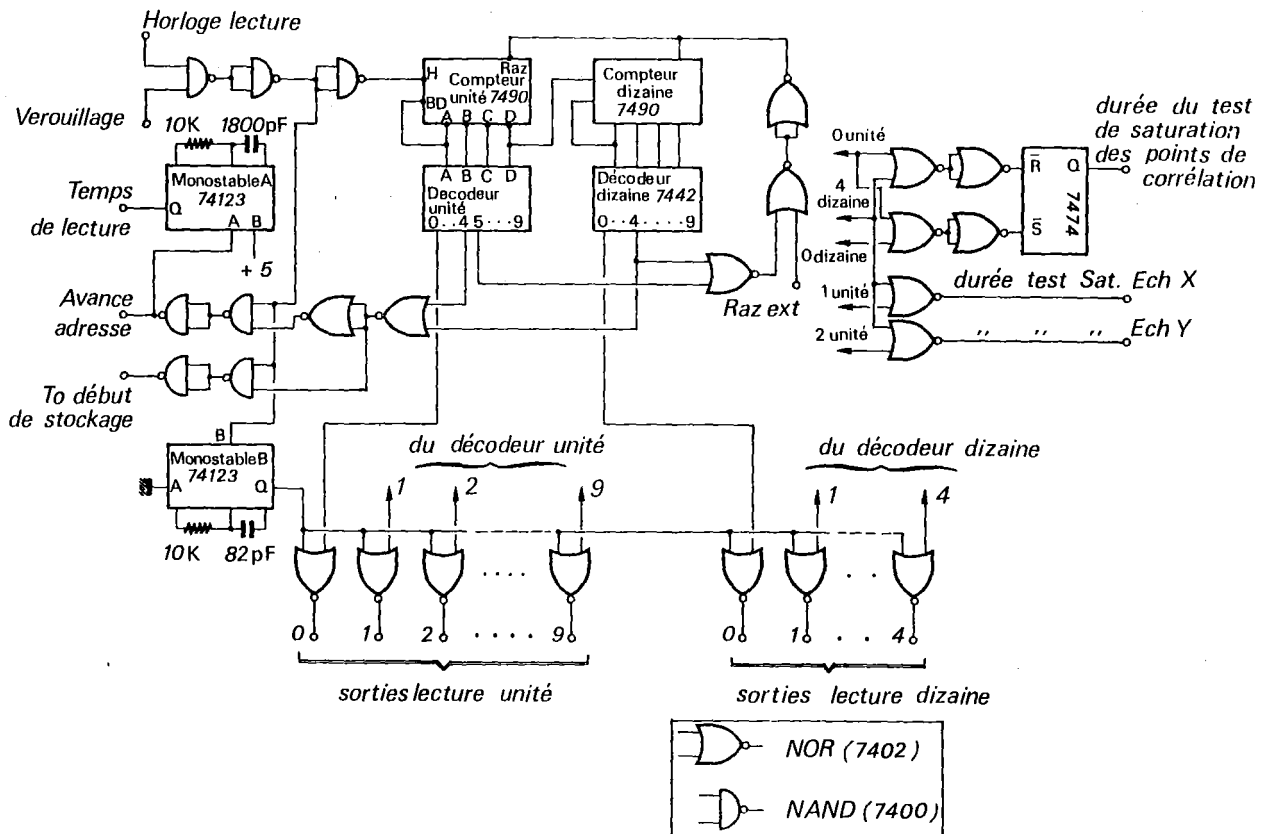 Horloge lecture
Verouillage
10K 1800pF
Monostable A
74123
Q
A B
+ 5
Temps
de lecture
H
Raz
Compteur
unité 7490
BD
A B C D
Compteur
dizaine
7490
A B C D
Décodeur
unité
0..4 5...9
Décodeur
dizaine 7442
0..4....9
Raz ext
0 unité
4
dizaine
0 dizaine
1 unité
2 unité
R Q
7474
S
durée du test
de saturation
des points de
corrélation
durée test Sat. Ech X
,, ,, ,, Ech Y
Avance
adresse
To début
de stockage
B
Monostable B
74123
A Q
10K 82pF
du décodeur unité
1 2 9
du décodeur dizaine
1 4
....
. .
0 1 2 ..... 9
0 1 . . 4
sorties lecture unité
sorties lecture dizaine
NOR (7402)
NAND (7400)